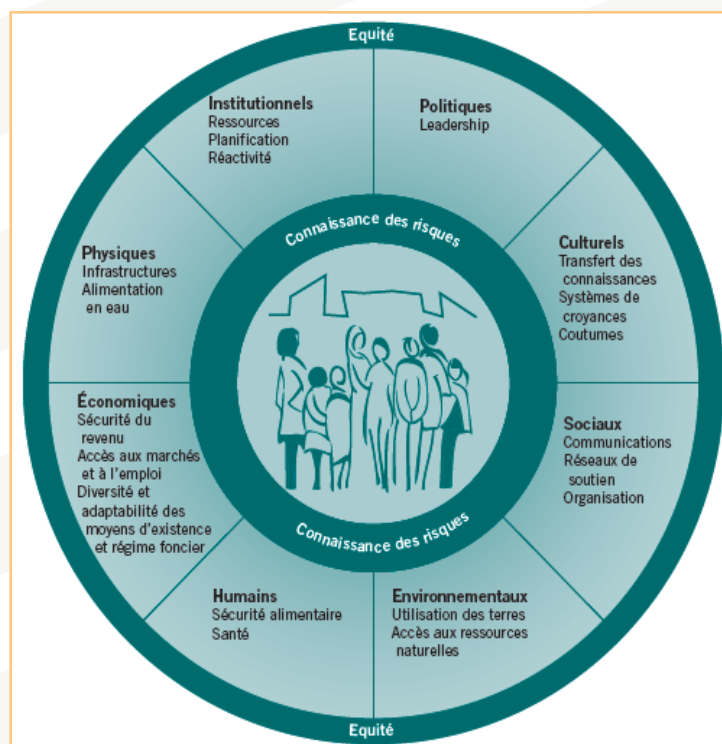 Equité
Institutionnels
Ressources
Planification
Réactivité
Politiques
Leadership
Physiques
Infrastructures
Alimentation
en eau
Connaissance des risques
Culturels
Transfert des
connaissances
Systèmes de
croyances
Coutumes
Économiques
Sécurité du
revenu
Accès aux marchés
et à l'emploi
Diversité et
adaptabilité des
moyens d'existence
et régime foncier
Sociaux
Communications
Réseaux de
soutien
Organisation
Connaissance des risques
Humains
Sécurité alimentaire
Santé
Environnementaux
Utilisation des terres
Accès aux ressources
naturelles
Equité